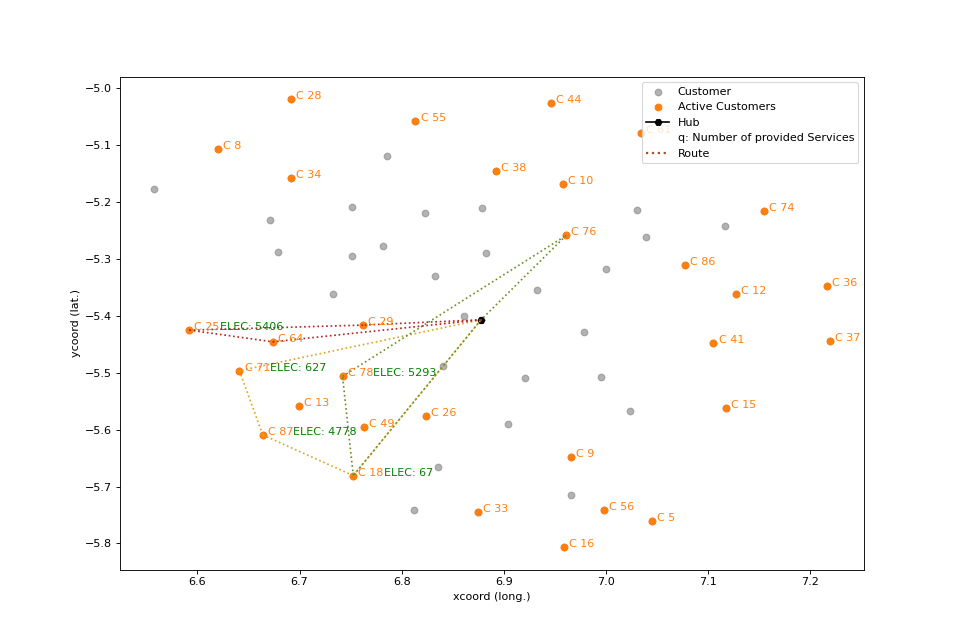 −5.0
−5.1
−5.2
−5.3
−5.4
−5.5
−5.6
−5.7
−5.8
ycoord (lat.)
6.6
6.7
6.8
6.9
7.0
7.1
7.2
xcoord (long.)
Customer
Active Customers
Hub
q: Number of provided Services
Route
C 28
C 44
C 55
C 8
C 38
C 34
C 10
C 74
C 76
C 86
C 36
C 12
C 25
ELEC: 5406
C 29
C 64
C 41
C 37
C 71
ELEC: 627
C 78
ELEC: 5293
C 13
C 15
C 26
C 49
C 87
ELEC: 4778
C 9
C 18
ELEC: 67
C 33
C 56
C 5
C 16